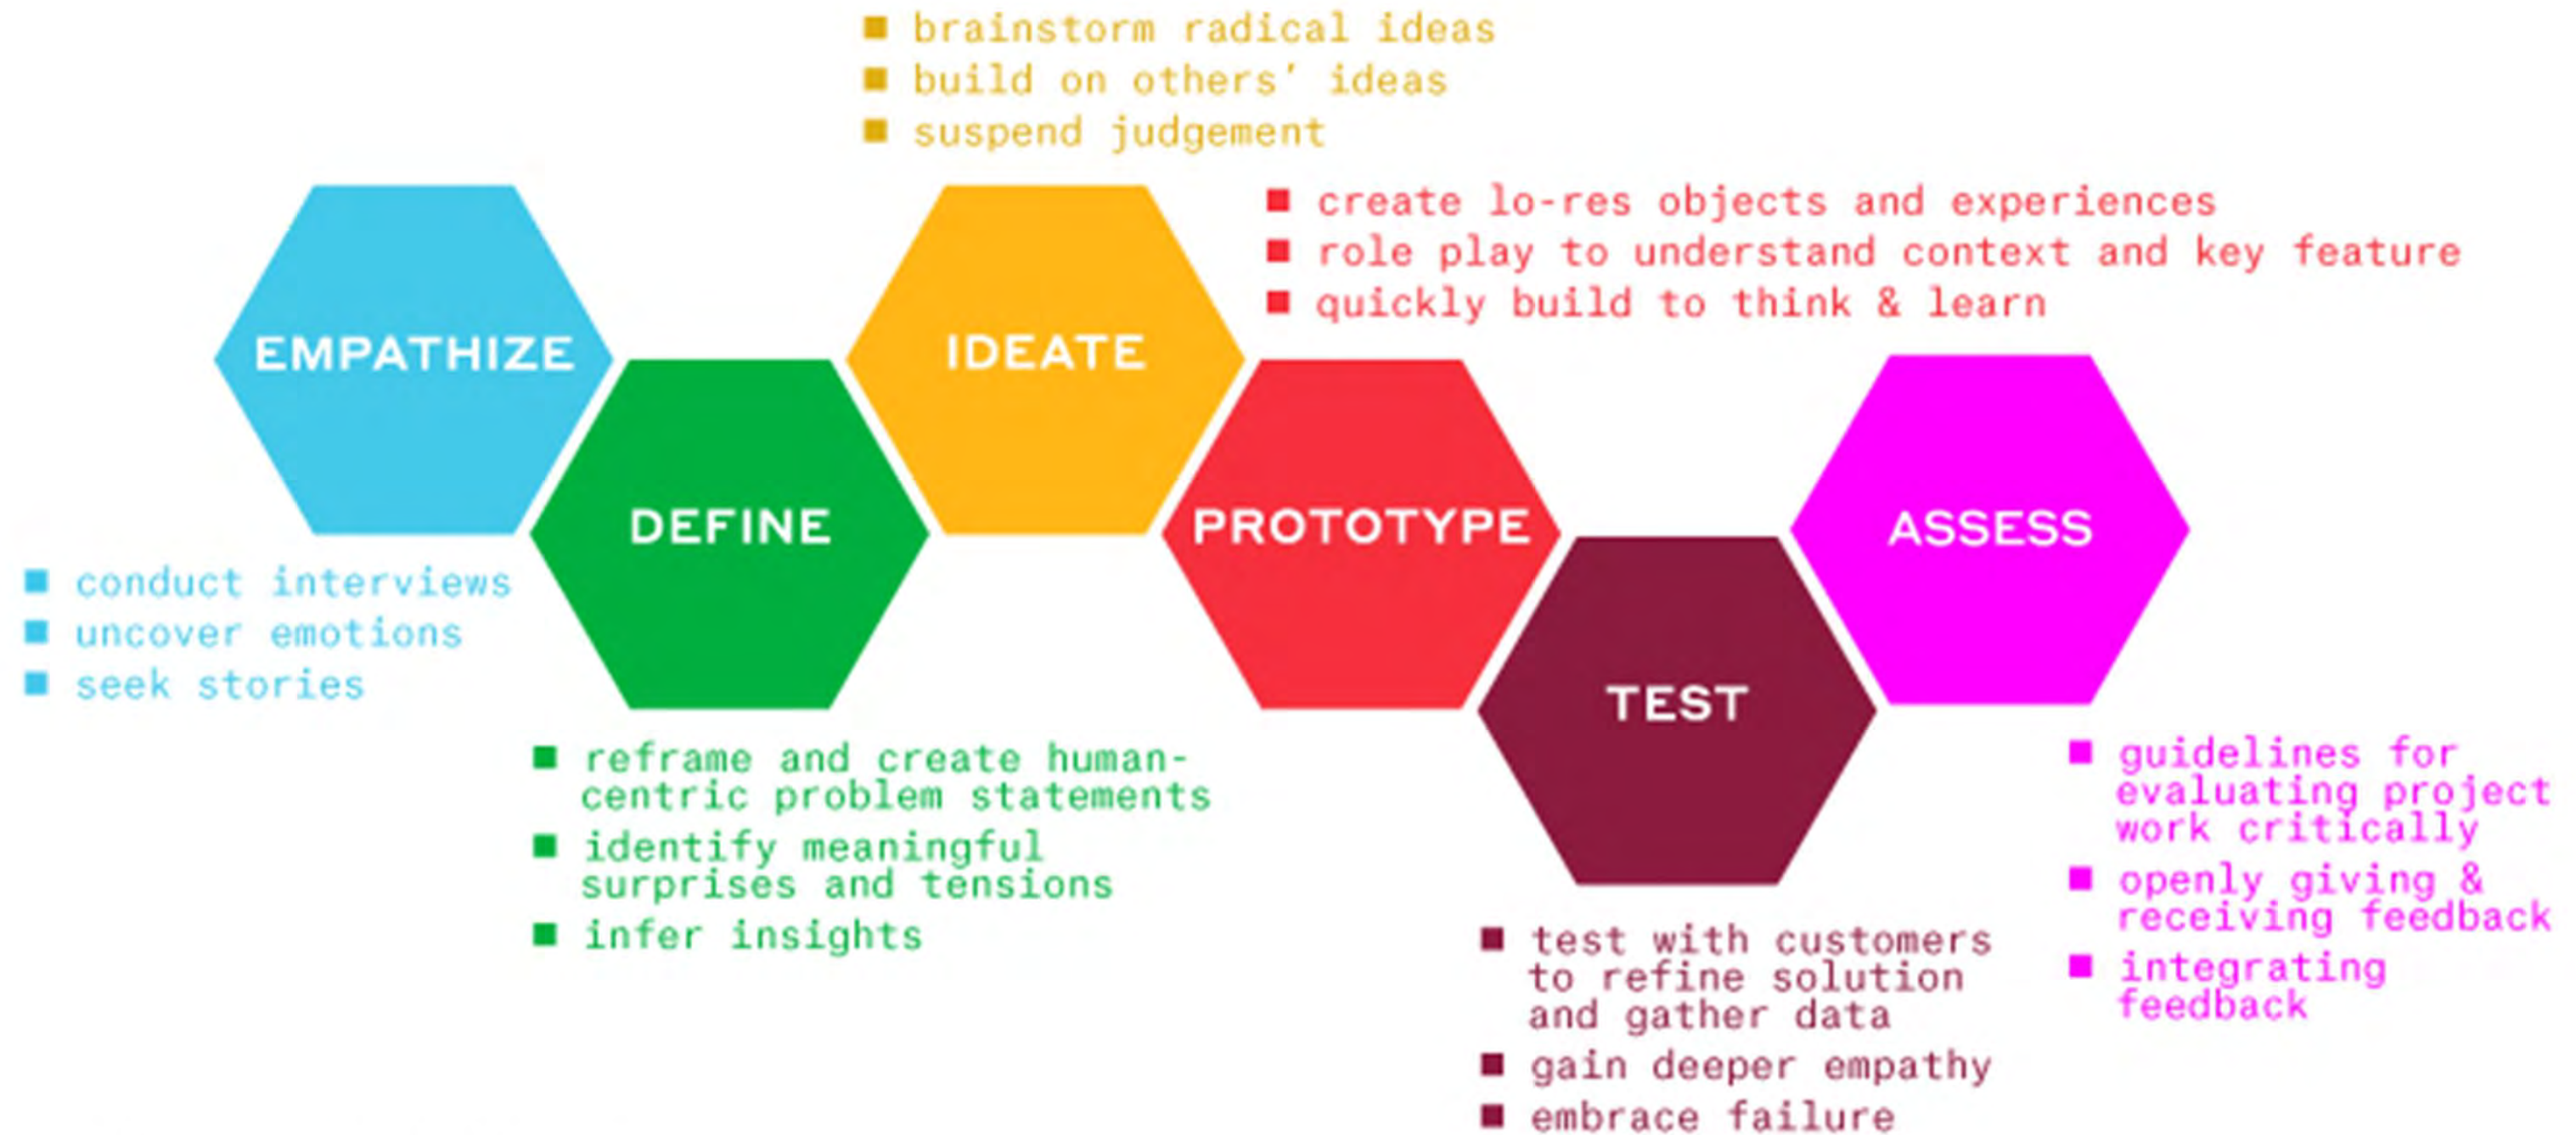 EMPATHIZE
■ conduct interviews
■ uncover emotions
■ seek stories
DEFINE
■ reframe and create human-
centric problem statements
■ identify meaningful
surprises and tensions
■ infer insights
■ brainstorm radical ideas
■ build on others’ ideas
■ suspend judgement
IDEATE
■ create lo-res objects and experiences
■ role play to understand context and key feature
■ quickly build to think & learn
PROTOTYPE
TEST
■ test with customers
to refine solution
and gather data
■ gain deeper empathy
■ embrace failure
ASSESS
■ guidelines for
evaluating project
work critically
■ openly giving &
receiving feedback
■ integrating
feedback